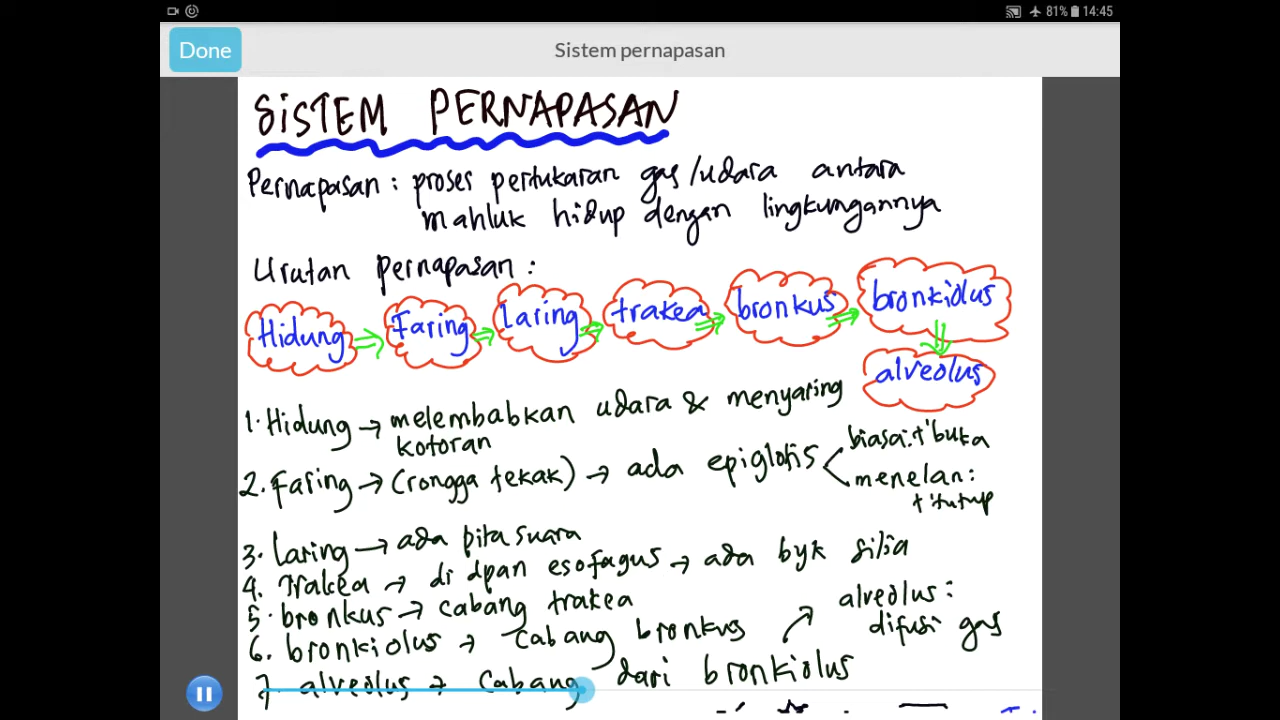 81% 14:45
Done
Sistem pernapasan
SiSTEM PERNAPASAN
Pernapasan : proses pertukaran gas/udara antara
mahluk hidup dengan lingkungannya
Urutan pernapasan :
Hidung ⇒ Faring ⇒ Laring ⇒ trakea ⇒ bronkus ⇒ bronkiolus
⇓
alveolus
1. Hidung → melembabkan udara & menyaring
kotoran
2. Faring → (rongga tekak) → ada epiglotis < biasa: t'buka
menelan:
t'tutup
3. Laring → ada pita suara
4. Trakea → di dpan esofagus → ada byk silia
5. bronkus → cabang trakea
6. bronkiolus → cabang bronkus
7. alveolus → cabang dari bronkiolus
→ alveolus :
difusi gas